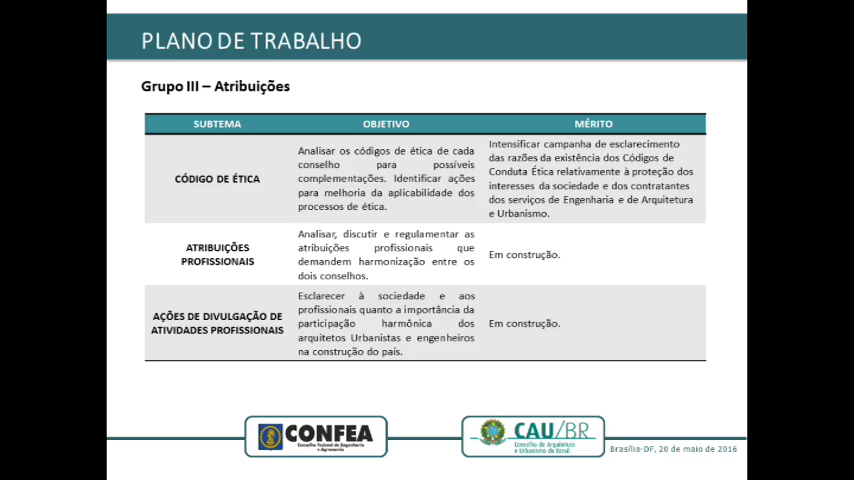 PLANO DE TRABALHO
Grupo III – Atribuições
SUBTEMA
OBJETIVO
MÉRITO
CÓDIGO DE ÉTICA
Analisar os códigos de ética de cada
conselho para possíveis
complementações. Identificar ações
para melhoria da aplicabilidade dos
processos de ética.
Intensificar campanha de esclarecimento
das razões da existência dos Códigos de
Conduta Ética relativamente à proteção dos
interesses da sociedade e dos contratantes
dos serviços de Engenharia e de Arquitetura
e Urbanismo.
ATRIBUIÇÕES
PROFISSIONAIS
Analisar, discutir e regulamentar as
atribuições profissionais que
demandem harmonização entre os
dois conselhos.
Em construção.
AÇÕES DE DIVULGAÇÃO DE
ATIVIDADES PROFISSIONAIS
Esclarecer à sociedade e aos
profissionais quanto a importância da
participação harmônica dos
arquitetos Urbanistas e engenheiros
na construção do país.
Em construção.
CONFEA
Conselho Federal de Engenharia
e Agronomia
CAU/BR
Conselho de Arquitetura
e Urbanismo do Brasil
Brasília-DF, 20 de maio de 2016